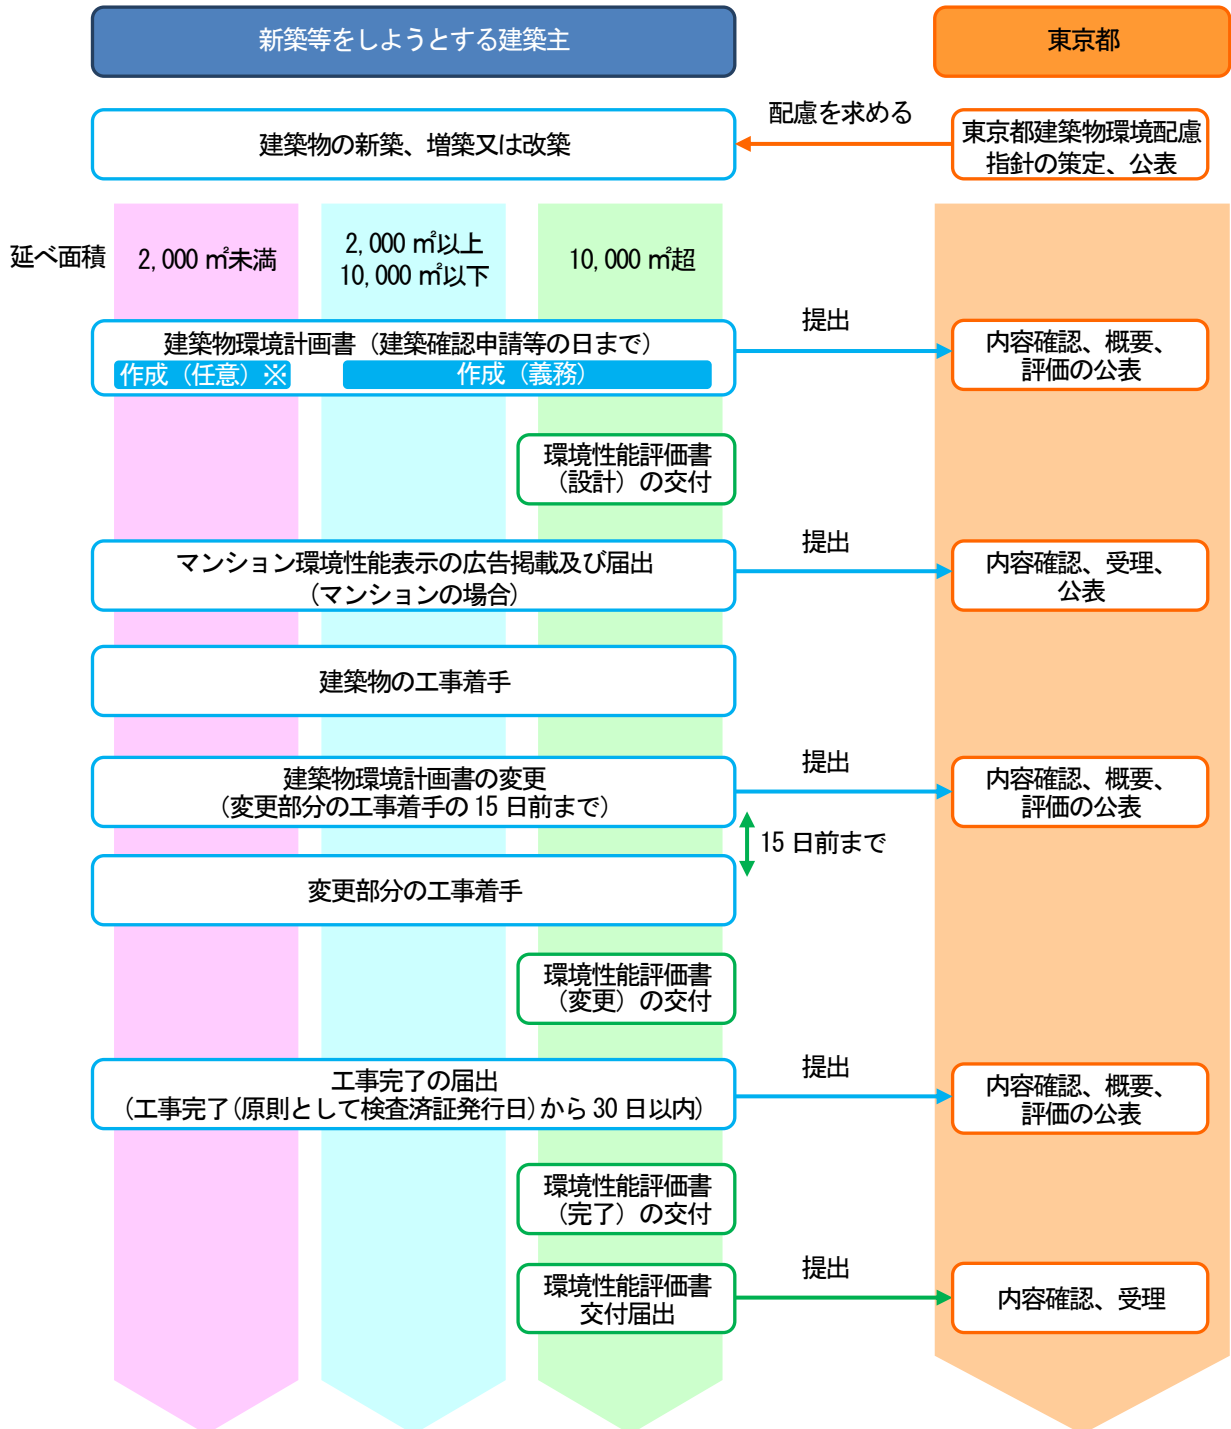 新築等をしようとする建築主
東京都
建築物の新築、増築又は改築
配慮を求める
東京都建築物環境配慮
指針の策定、公表
延べ面積
2,000 ㎡未満
2,000 ㎡以上
10,000 ㎡以下
10,000 ㎡超
建築物環境計画書（建築確認申請等の日まで）
作成（任意）※
作成（義務）
提出
内容確認、概要、
評価の公表
環境性能評価書
（設計）の交付
マンション環境性能表示の広告掲載及び届出
(マンションの場合)
提出
内容確認、受理、
公表
建築物の工事着手
建築物環境計画書の変更
(変更部分の工事着手の 15 日前まで)
提出
内容確認、概要、
評価の公表
15 日前まで
変更部分の工事着手
環境性能評価書
（変更）の交付
工事完了の届出
(工事完了(原則として検査済証発行日)から 30 日以内)
提出
内容確認、概要、
評価の公表
環境性能評価書
（完了）の交付
環境性能評価書
交付届出
提出
内容確認、受理